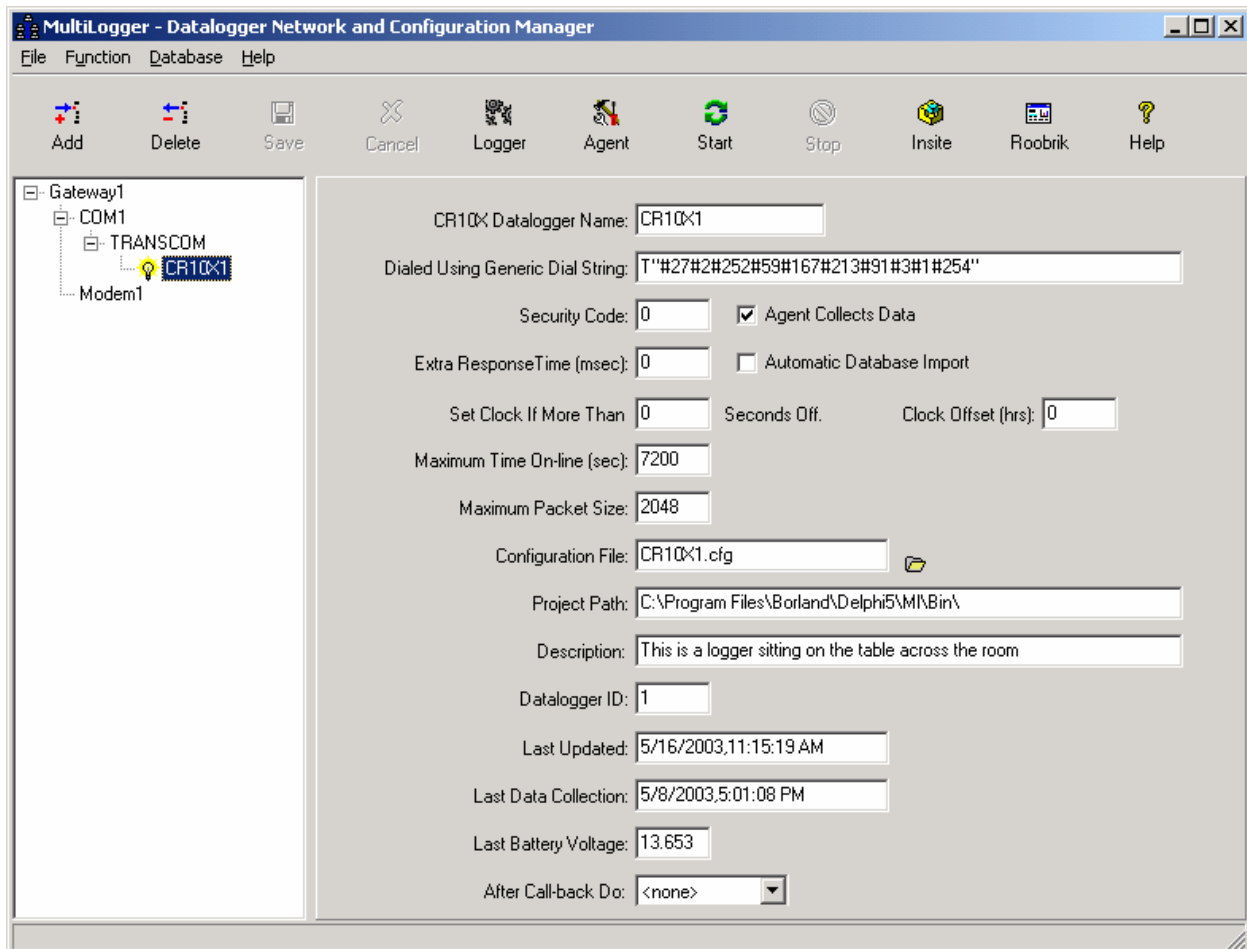 MultiLogger - Datalogger Network and Configuration Manager
File Function Database Help
Add Delete Save Cancel Logger Agent Start Stop Insite Roobrik Help
Gateway1
COM1
TRANSCOM
CR10X1
Modem1
CR10X Datalogger Name: CR10X1
Dialed Using Generic Dial String: T"#27#2#252#59#167#213#91#3#1#254"
Security Code: 0 Agent Collects Data
Extra ResponseTime (msec): 0 Automatic Database Import
Set Clock If More Than 0 Seconds Off. Clock Offset (hrs): 0
Maximum Time On-line (sec): 7200
Maximum Packet Size: 2048
Configuration File: CR10X1.cfg
Project Path: C:\Program Files\Borland\Delphi5\Ml\Bin\
Description: This is a logger sitting on the table across the room
Datalogger ID: 1
Last Updated: 5/16/2003,11:15:19 AM
Last Data Collection: 5/8/2003,5:01:08 PM
Last Battery Voltage: 13.653
After Call-back Do: <none>